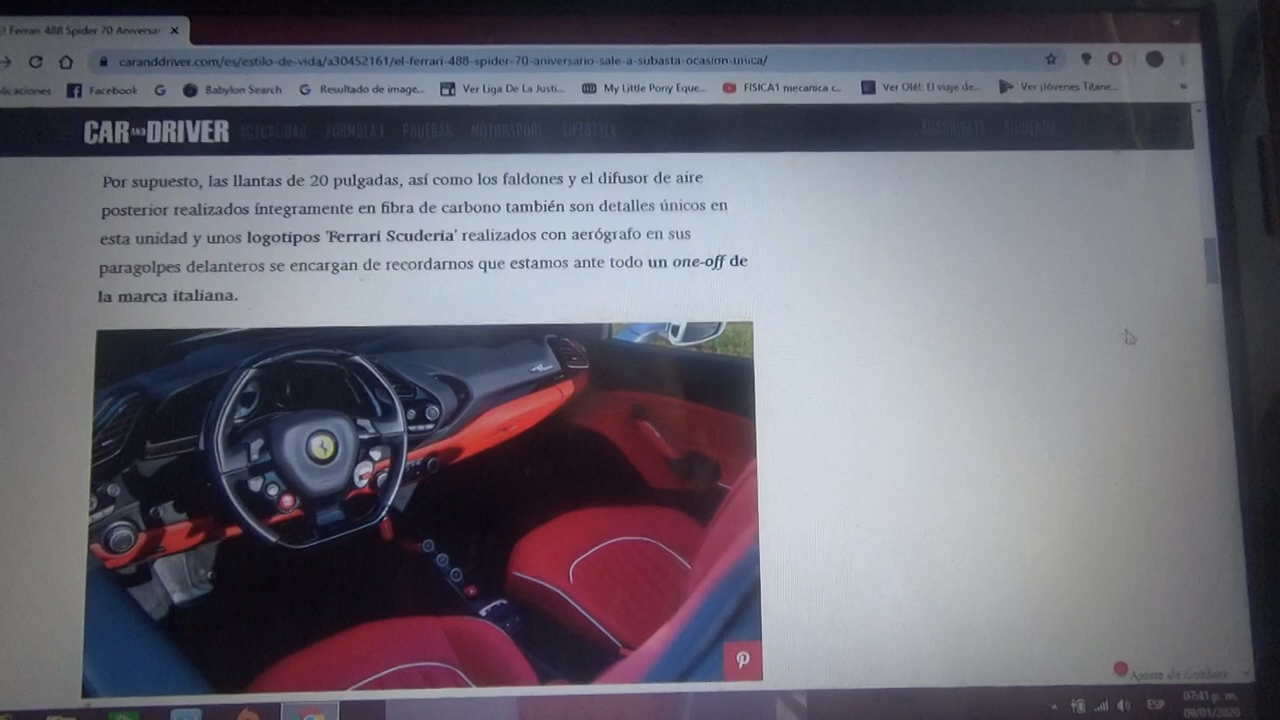 Ferrari 488 Spider 70 Aniversar
caranddriver.com/es/estilo-de-vida/a30452161/el-ferrari-488-spider-70-aniversario-sale-a-subasta-ocasion-unica/
licaciones Facebook Babylon Search Resultado de image... Ver Liga De La Justi... My Little Pony Eque... FISICA1 mecanica c... Ver Olé!: El viaje de... Ver ¡Jóvenes Titane...
CAR AND DRIVER ACTUALIDAD FÓRMULA 1 PRUEBAS MOTORSPORT LIFESTYLE SUSCRÍBETE SÍGUENOS
Por supuesto, las llantas de 20 pulgadas, así como los faldones y el difusor de aire
posterior realizados íntegramente en fibra de carbono también son detalles únicos en
esta unidad y unos logotipos 'Ferrari Scuderia' realizados con aerógrafo en sus
paragolpes delanteros se encargan de recordarnos que estamos ante todo un one-off de
la marca italiana.
ESP
07:41 p. m.
09/01/2020